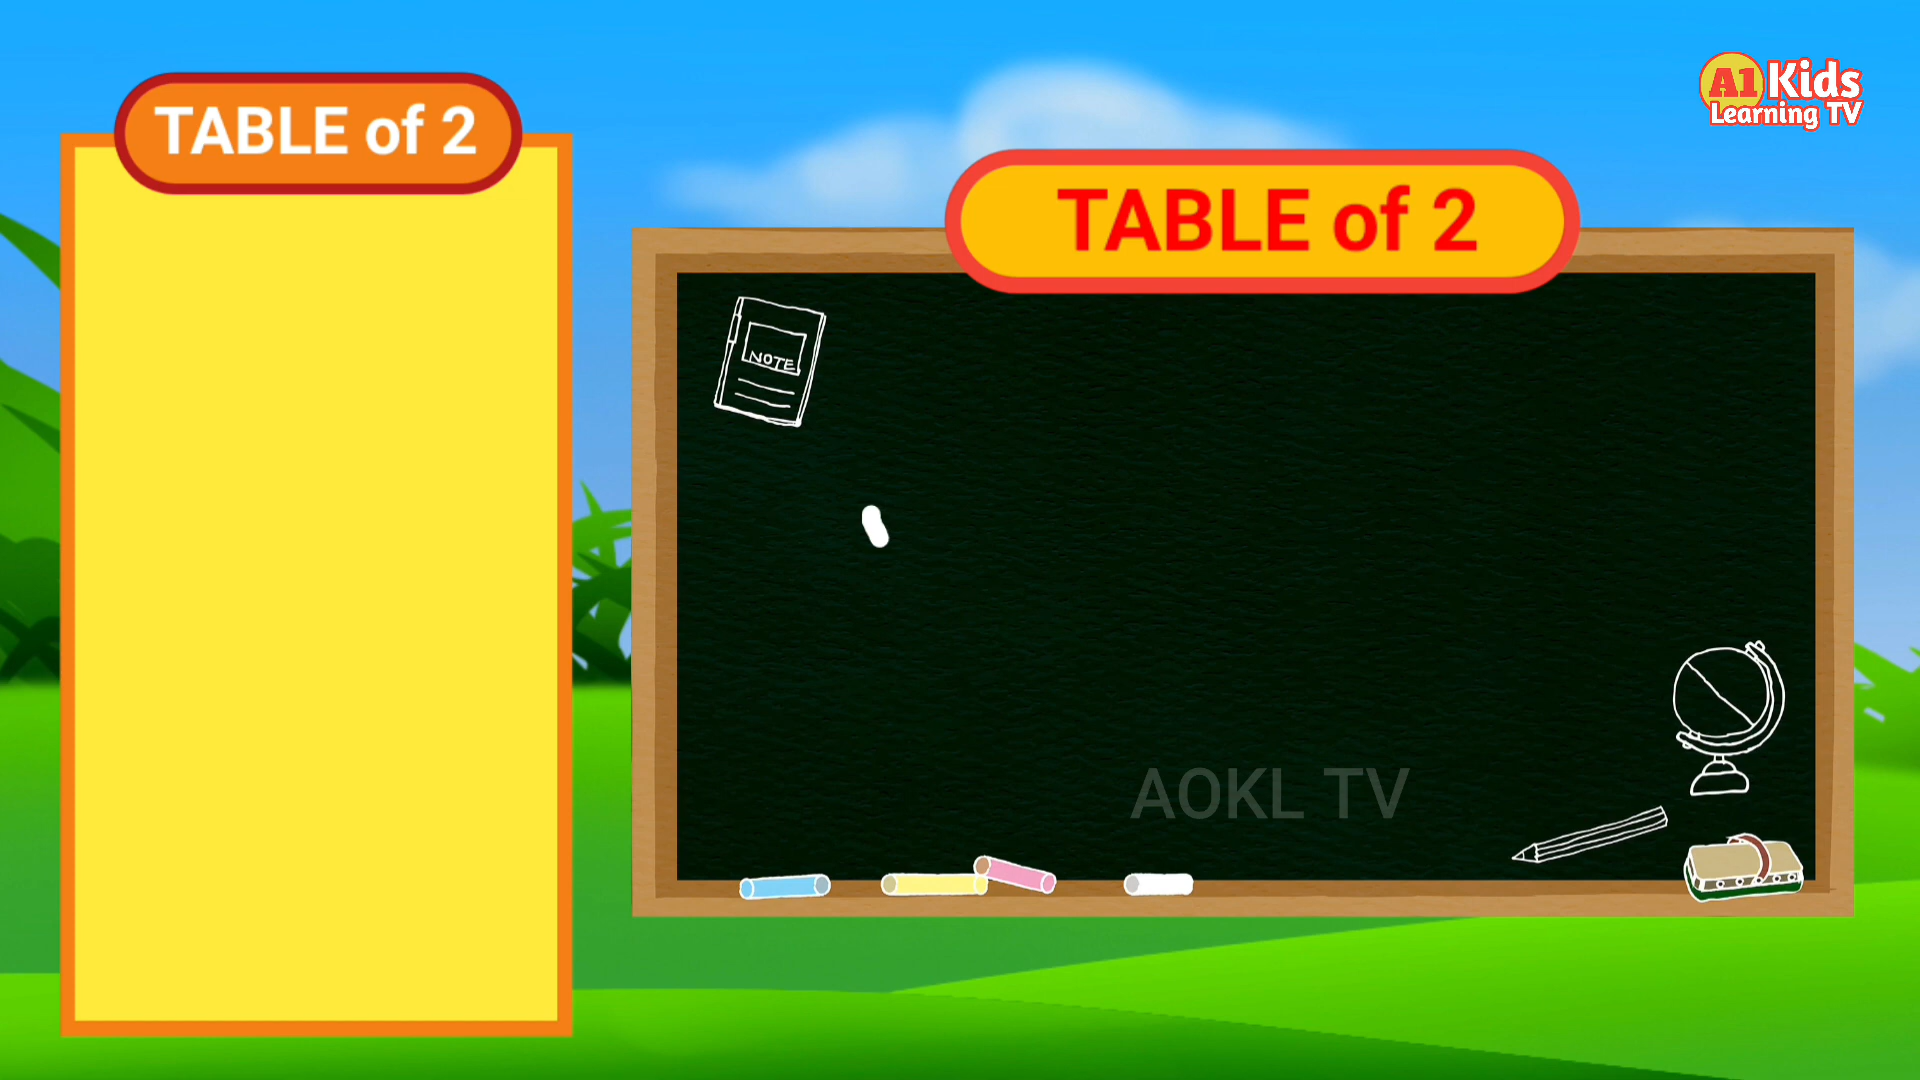 TABLE of 2
A1 Kids
Learning TV
TABLE of 2
NOTE
AOKL TV